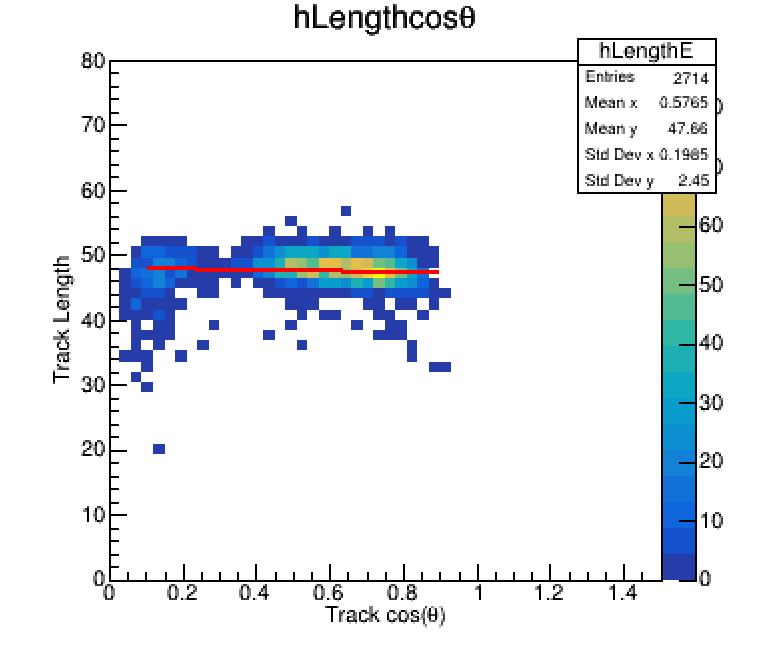 hLengthcosθ
hLengthE
Entries 2714
Mean x 0.5765
Mean y 47.66
Std Dev x 0.1985
Std Dev y 2.45
80
70
60
50
40
30
20
10
0
Track Length
0 0.2 0.4 0.6 0.8 1 1.2 1.4
Track cos(θ)
60
50
40
30
20
10
0